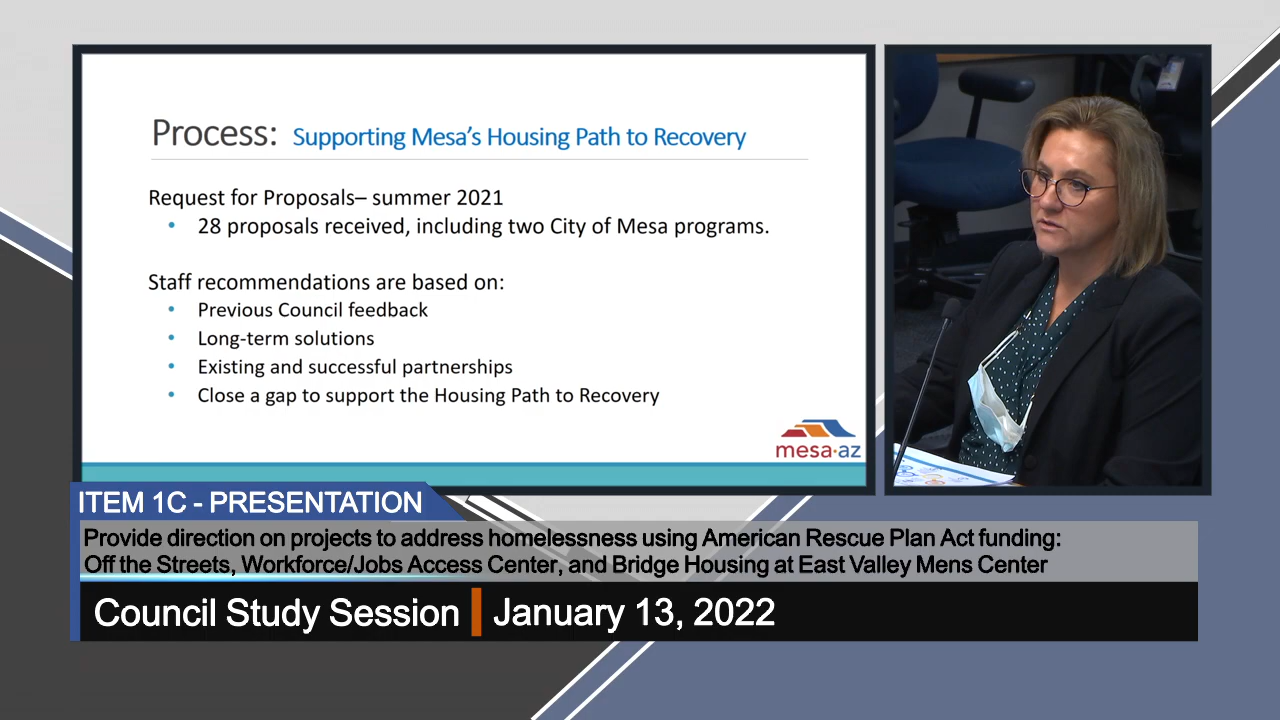 Process: Supporting Mesa's Housing Path to Recovery
Request for Proposals– summer 2021
• 28 proposals received, including two City of Mesa programs.
Staff recommendations are based on:
• Previous Council feedback
• Long-term solutions
• Existing and successful partnerships
• Close a gap to support the Housing Path to Recovery
mesa·az
ITEM 1C - PRESENTATION
Provide direction on projects to address homelessness using American Rescue Plan Act funding:
Off the Streets, Workforce/Jobs Access Center, and Bridge Housing at East Valley Mens Center
Council Study Session January 13, 2022